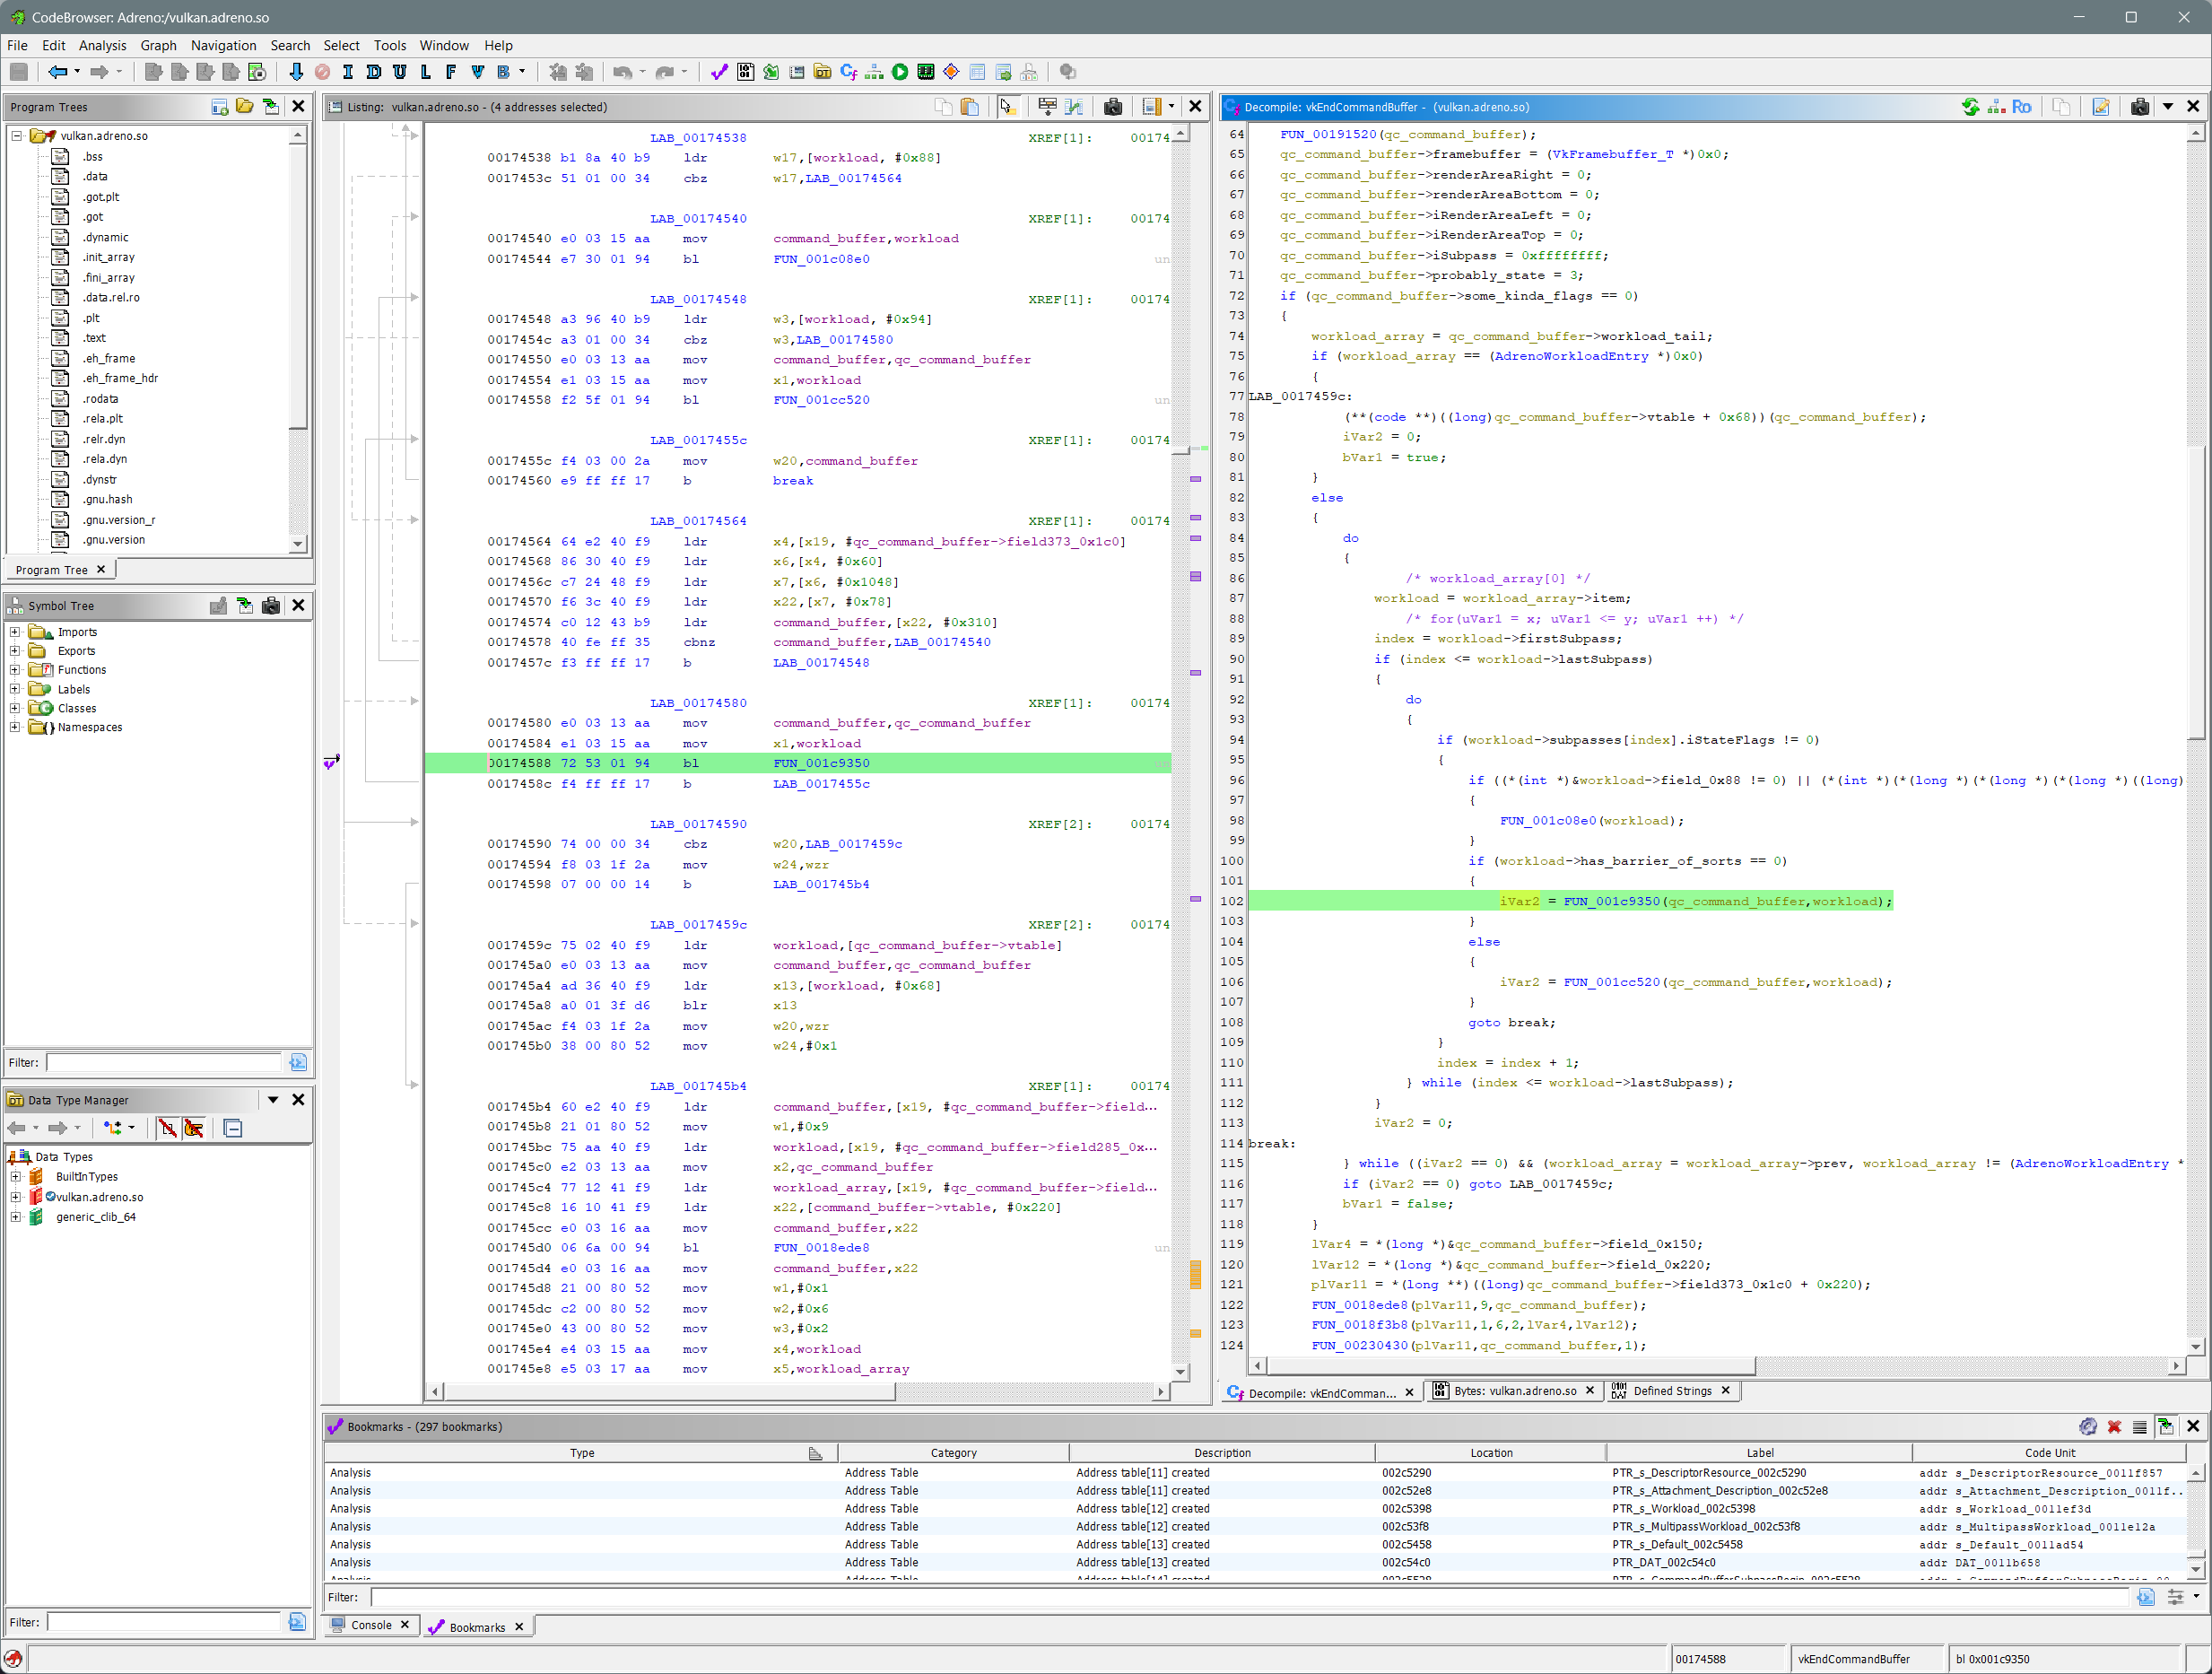 CodeBrowser: Adreno:/vulkan.adreno.so
File Edit Analysis Graph Navigation Search Select Tools Window Help
I D U L F V B
Program Trees
vulkan.adreno.so
.bss
.data
.got.plt
.got
.dynamic
.init_array
.fini_array
.data.rel.ro
.plt
.text
.eh_frame
.eh_frame_hdr
.rodata
.rela.plt
.relr.dyn
.rela.dyn
.dynstr
.gnu.hash
.gnu.version_r
.gnu.version
Program Tree
Symbol Tree
Imports
Exports
Functions
Labels
Classes
Namespaces
Filter:
Data Type Manager
Data Types
BuiltInTypes
vulkan.adreno.so
generic_clib_64
Filter:
Listing: vulkan.adreno.so - (4 addresses selected)
LAB_00174538 XREF[1]: 00174
00174538 b1 8a 40 b9 ldr w17,[workload, #0x88]
0017453c 51 01 00 34 cbz w17,LAB_00174564
LAB_00174540 XREF[1]: 00174
00174540 e0 03 15 aa mov command_buffer,workload
00174544 e7 30 01 94 bl FUN_001c08e0 un
LAB_00174548 XREF[1]: 00174
00174548 a3 96 40 b9 ldr w3,[workload, #0x94]
0017454c a3 01 00 34 cbz w3,LAB_00174580
00174550 e0 03 13 aa mov command_buffer,qc_command_buffer
00174554 e1 03 15 aa mov x1,workload
00174558 f2 5f 01 94 bl FUN_001cc520 un
LAB_0017455c XREF[1]: 00174
0017455c f4 03 00 2a mov w20,command_buffer
00174560 e9 ff ff 17 b break
LAB_00174564 XREF[1]: 00174
00174564 64 e2 40 f9 ldr x4,[x19, #qc_command_buffer->field373_0x1c0]
00174568 86 30 40 f9 ldr x6,[x4, #0x60]
0017456c c7 24 48 f9 ldr x7,[x6, #0x1048]
00174570 f6 3c 40 f9 ldr x22,[x7, #0x78]
00174574 c0 12 43 b9 ldr command_buffer,[x22, #0x310]
00174578 40 fe ff 35 cbnz command_buffer,LAB_00174540
0017457c f3 ff ff 17 b LAB_00174548
LAB_00174580 XREF[1]: 00174
00174580 e0 03 13 aa mov command_buffer,qc_command_buffer
00174584 e1 03 15 aa mov x1,workload
00174588 72 53 01 94 bl FUN_001c9350 un
0017458c f4 ff ff 17 b LAB_0017455c
LAB_00174590 XREF[2]: 00174
00174590 74 00 00 34 cbz w20,LAB_0017459c
00174594 f8 03 1f 2a mov w24,wzr
00174598 07 00 00 14 b LAB_001745b4
LAB_0017459c XREF[2]: 00174
0017459c 75 02 40 f9 ldr workload,[qc_command_buffer->vtable]
001745a0 e0 03 13 aa mov command_buffer,qc_command_buffer
001745a4 ad 36 40 f9 ldr x13,[workload, #0x68]
001745a8 a0 01 3f d6 blr x13
001745ac f4 03 1f 2a mov w20,wzr
001745b0 38 00 80 52 mov w24,#0x1
LAB_001745b4 XREF[1]: 00174
001745b4 60 e2 40 f9 ldr command_buffer,[x19, #qc_command_buffer->field...
001745b8 21 01 80 52 mov w1,#0x9
001745bc 75 aa 40 f9 ldr workload,[x19, #qc_command_buffer->field285_0x...
001745c0 e2 03 13 aa mov x2,qc_command_buffer
001745c4 77 12 41 f9 ldr workload_array,[x19, #qc_command_buffer->field...
001745c8 16 10 41 f9 ldr x22,[command_buffer->vtable, #0x220]
001745cc e0 03 16 aa mov command_buffer,x22
001745d0 06 6a 00 94 bl FUN_0018ede8 un
001745d4 e0 03 16 aa mov command_buffer,x22
001745d8 21 00 80 52 mov w1,#0x1
001745dc c2 00 80 52 mov w2,#0x6
001745e0 43 00 80 52 mov w3,#0x2
001745e4 e4 03 15 aa mov x4,workload
001745e8 e5 03 17 aa mov x5,workload_array
Decompile: vkEndCommandBuffer - (vulkan.adreno.so)
Ro
64 FUN_00191520(qc_command_buffer);
65 qc_command_buffer->framebuffer = (VkFramebuffer_T *)0x0;
66 qc_command_buffer->renderAreaRight = 0;
67 qc_command_buffer->renderAreaBottom = 0;
68 qc_command_buffer->iRenderAreaLeft = 0;
69 qc_command_buffer->iRenderAreaTop = 0;
70 qc_command_buffer->iSubpass = 0xffffffff;
71 qc_command_buffer->probably_state = 3;
72 if (qc_command_buffer->some_kinda_flags == 0)
73 {
74 workload_array = qc_command_buffer->workload_tail;
75 if (workload_array == (AdrenoWorkloadEntry *)0x0)
76 {
77 LAB_0017459c:
78 (**(code **)((long)qc_command_buffer->vtable + 0x68))(qc_command_buffer);
79 iVar2 = 0;
80 bVar1 = true;
81 }
82 else
83 {
84 do
85 {
86 /* workload_array[0] */
87 workload = workload_array->item;
88 /* for(uVar1 = x; uVar1 <= y; uVar1 ++) */
89 index = workload->firstSubpass;
90 if (index <= workload->lastSubpass)
91 {
92 do
93 {
94 if (workload->subpasses[index].iStateFlags != 0)
95 {
96 if ((*(int *)&workload->field_0x88 != 0) || (*(int *)(*(long *)(*(long *)(*(long *)((long)
97 {
98 FUN_001c08e0(workload);
99 }
100 if (workload->has_barrier_of_sorts == 0)
101 {
102 iVar2 = FUN_001c9350(qc_command_buffer,workload);
103 }
104 else
105 {
106 iVar2 = FUN_001cc520(qc_command_buffer,workload);
107 }
108 goto break;
109 }
110 index = index + 1;
111 } while (index <= workload->lastSubpass);
112 }
113 iVar2 = 0;
114 break:
115 } while ((iVar2 == 0) && (workload_array = workload_array->prev, workload_array != (AdrenoWorkloadEntry *
116 if (iVar2 == 0) goto LAB_0017459c;
117 bVar1 = false;
118 }
119 lVar4 = *(long *)&qc_command_buffer->field_0x150;
120 lVar12 = *(long *)&qc_command_buffer->field_0x220;
121 plVar11 = *(long **)((long)qc_command_buffer->field373_0x1c0 + 0x220);
122 FUN_0018ede8(plVar11,9,qc_command_buffer);
123 FUN_0018f3b8(plVar11,1,6,2,lVar4,lVar12);
124 FUN_00230430(plVar11,qc_command_buffer,1);
Decompile: vkEndComman... Bytes: vulkan.adreno.so Defined Strings
Bookmarks - (297 bookmarks)
Type Category Description Location Label Code Unit
Analysis Address Table Address table[11] created 002c5290 PTR_s_DescriptorResource_002c5290 addr s_DescriptorResource_0011f857
Analysis Address Table Address table[11] created 002c52e8 PTR_s_Attachment_Description_002c52e8 addr s_Attachment_Description_0011f...
Analysis Address Table Address table[12] created 002c5398 PTR_s_Workload_002c5398 addr s_Workload_0011ef3d
Analysis Address Table Address table[12] created 002c53f8 PTR_s_MultipassWorkload_002c53f8 addr s_MultipassWorkload_0011e12a
Analysis Address Table Address table[13] created 002c5458 PTR_s_Default_002c5458 addr s_Default_0011ad54
Analysis Address Table Address table[13] created 002c54c0 PTR_DAT_002c54c0 addr DAT_0011b658
Filter:
Console Bookmarks
00174588 vkEndCommandBuffer bl 0x001c9350